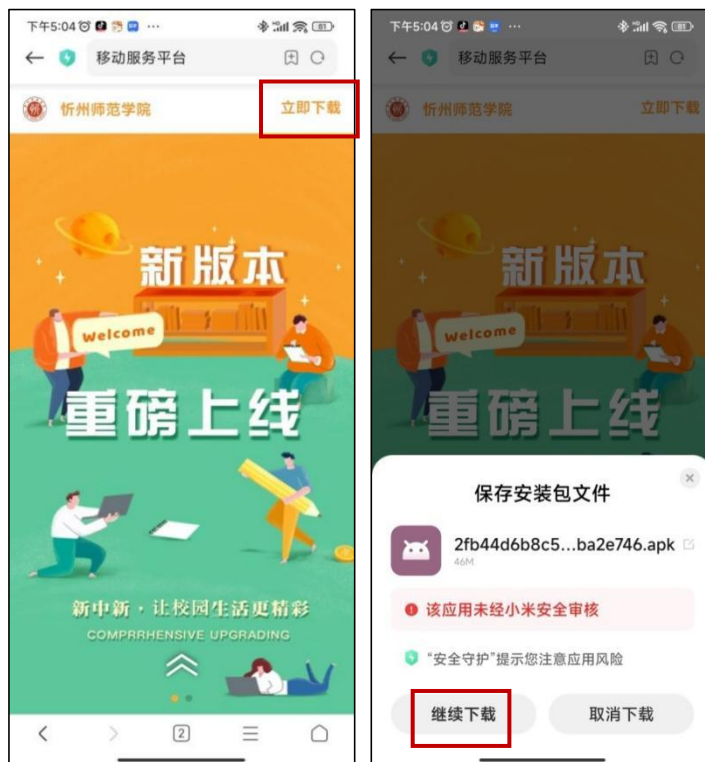 下午5:04
81
移动服务平台
忻州师范学院
立即下载
新版本
Welcome
重磅上线
新中新·让校园生活更精彩
COMPRRHENSIVE UPGRADING
2
下午5:04
81
移动服务平台
忻州师范学院
立即下载
新版本
Welcome
重磅上线
保存安装包文件
2fb44d6b8c5...ba2e746.apk
46M
该应用未经小米安全审核
“安全守护”提示您注意应用风险
继续下载
取消下载